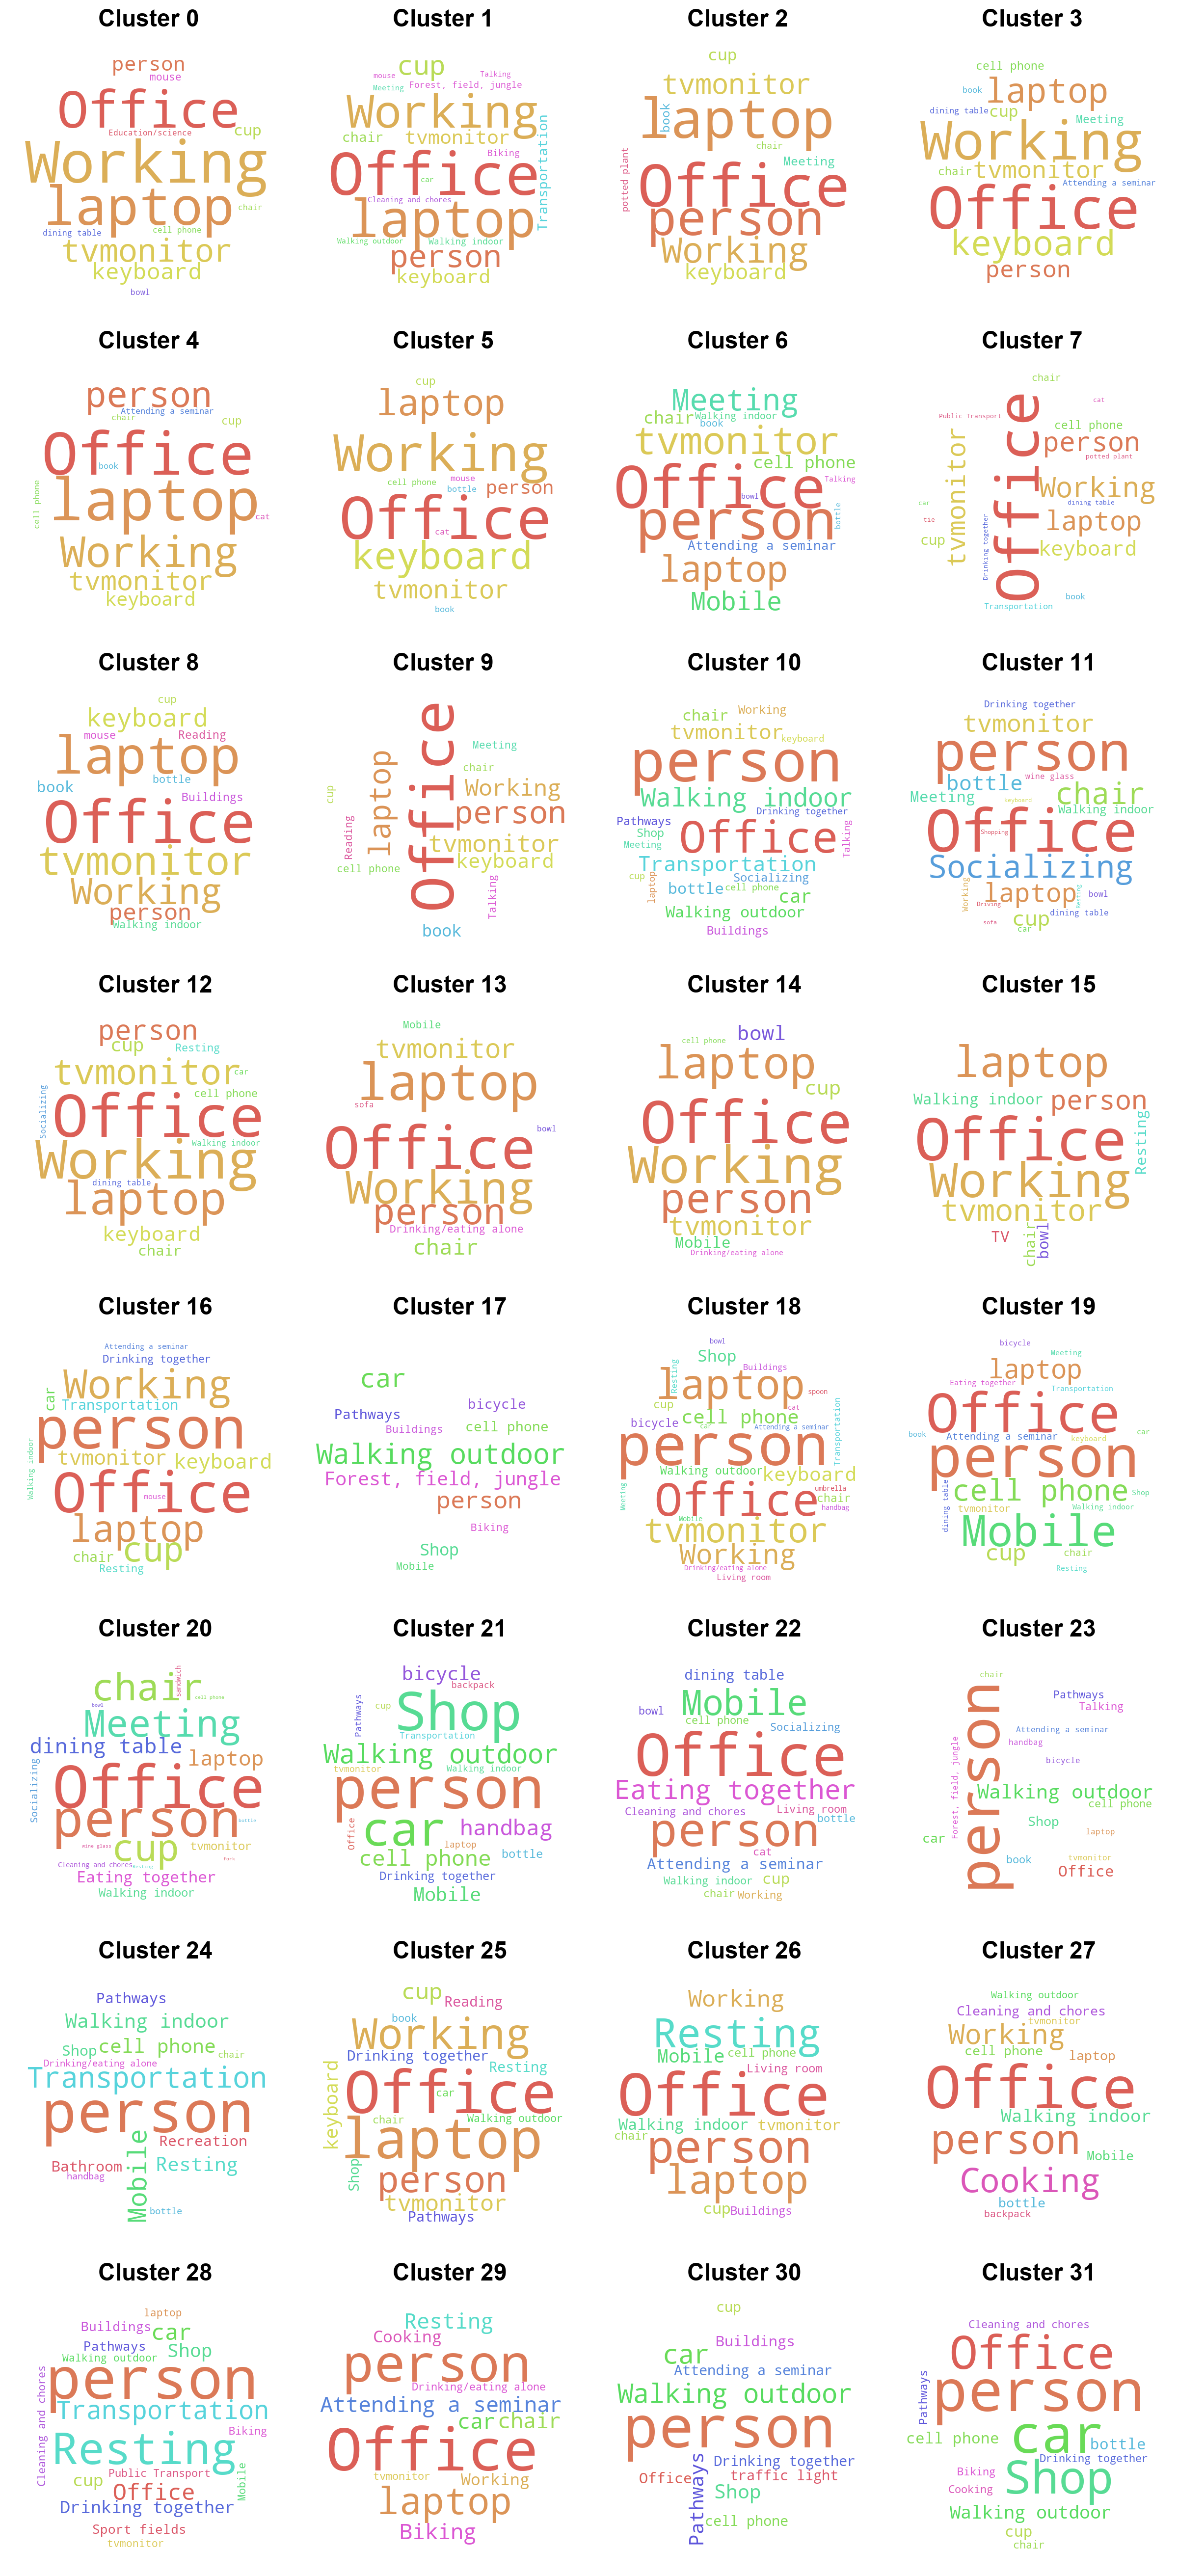 Cluster 0
person
mouse
Office
Education/science
cup
Working
laptop
chair
cell phone
dining table
tvmonitor
keyboard
bowl
Cluster 1
cup
mouse
Talking
Meeting
Forest, field, jungle
Working
Transportation
chair
tvmonitor
Biking
Office
car
Cleaning and chores
laptop
Walking outdoor
Walking indoor
person
keyboard
Cluster 2
cup
tvmonitor
laptop
book
chair
Meeting
potted plant
Office
person
Working
keyboard
Cluster 3
cell phone
book
laptop
dining table
cup
Meeting
Working
chair
tvmonitor
Attending a seminar
Office
keyboard
person
Cluster 4
person
Attending a seminar
chair
cup
Office
book
cell phone
laptop
cat
Working
tvmonitor
keyboard
Cluster 5
cup
laptop
Working
cell phone
mouse
bottle
person
Office
cat
keyboard
tvmonitor
book
Cluster 6
Meeting
chair
Walking indoor
book
tvmonitor
cell phone
Office
Talking
bowl
person
bottle
Attending a seminar
laptop
Mobile
Cluster 7
chair
cat
Public Transport
Office
cell phone
person
potted plant
tvmonitor
Working
dining table
car
tie
laptop
cup
Drinking together
keyboard
book
Transportation
Cluster 8
cup
keyboard
mouse
Reading
laptop
bottle
book
Buildings
Office
tvmonitor
Working
person
Walking indoor
Cluster 9
Office
Meeting
laptop
chair
cup
Working
person
Reading
tvmonitor
keyboard
cell phone
Talking
book
Cluster 10
chair
Working
tvmonitor
keyboard
person
Walking indoor
Drinking together
Pathways
Shop
Office
Talking
Meeting
Transportation
cup
laptop
Socializing
bottle
cell phone
car
Walking outdoor
Buildings
Cluster 11
Drinking together
tvmonitor
person
wine glass
bottle
chair
Meeting
keyboard
Walking indoor
Office
Shopping
Socializing
Working
laptop
Resting
bowl
Driving
dining table
cup
sofa
car
Cluster 12
person
cup
Resting
tvmonitor
car
Socializing
cell phone
Office
Walking indoor
Working
dining table
laptop
keyboard
chair
Cluster 13
Mobile
tvmonitor
laptop
sofa
bowl
Office
Working
person
Drinking/eating alone
chair
Cluster 14
cell phone
bowl
laptop
cup
Office
Working
person
tvmonitor
Mobile
Drinking/eating alone
Cluster 15
laptop
Walking indoor
person
Office
Resting
Working
tvmonitor
TV
chair
bowl
Cluster 16
Attending a seminar
Drinking together
car
Working
Transportation
person
Walking indoor
tvmonitor
keyboard
Office
mouse
laptop
cup
chair
Resting
Cluster 17
car
Pathways
bicycle
Buildings
cell phone
Walking outdoor
Forest, field, jungle
person
Biking
Shop
Mobile
Cluster 18
bowl
Shop
Resting
Buildings
laptop
spoon
cup
cat
bicycle
cell phone
car
Attending a seminar
Transportation
person
Walking outdoor
keyboard
Meeting
Office
umbrella
chair
handbag
Mobile
tvmonitor
Working
Drinking/eating alone
Living room
Cluster 19
bicycle
Meeting
laptop
Eating together
Transportation
Office
book
Attending a seminar
keyboard
car
person
dining table
cell phone
Shop
tvmonitor
Walking indoor
Mobile
cup
chair
Resting
Cluster 20
sandwich
chair
cell phone
bowl
Meeting
dining table
laptop
Socializing
Office
person
bottle
wine glass
cup
tvmonitor
Cleaning and chores
Resting
fork
Eating together
Walking indoor
Cluster 21
bicycle
backpack
Pathways
cup
Shop
Transportation
Walking outdoor
tvmonitor
Walking indoor
person
Office
car
handbag
laptop
cell phone
bottle
Drinking together
Mobile
Cluster 22
dining table
Mobile
bowl
cell phone
Socializing
Office
Eating together
Cleaning and chores
Living room
person
bottle
cat
Attending a seminar
Walking indoor
cup
chair
Working
Cluster 23
chair
person
Pathways
Talking
Attending a seminar
handbag
Forest, field, jungle
bicycle
Walking outdoor
cell phone
Shop
car
laptop
book
tvmonitor
Office
Cluster 24
Pathways
Walking indoor
Shop
cell phone
chair
Drinking/eating alone
Transportation
person
Mobile
Recreation
Bathroom
Resting
handbag
bottle
Cluster 25
cup
Reading
book
Working
Drinking together
Resting
keyboard
Office
car
chair
Walking outdoor
laptop
Shop
person
tvmonitor
Pathways
Cluster 26
Working
Resting
Mobile
cell phone
Living room
Office
Walking indoor
tvmonitor
chair
person
laptop
cup
Buildings
Cluster 27
Walking outdoor
Cleaning and chores
tvmonitor
Working
cell phone
laptop
Office
Walking indoor
person
Mobile
Cooking
bottle
backpack
Cluster 28
laptop
Buildings
car
Pathways
Shop
Walking outdoor
person
Cleaning and chores
Transportation
Biking
Resting
Public Transport
cup
Mobile
Office
Drinking together
Sport fields
tvmonitor
Cluster 29
Resting
Cooking
person
Drinking/eating alone
Attending a seminar
car
chair
Office
tvmonitor
Working
laptop
Biking
Cluster 30
cup
Buildings
car
Attending a seminar
Walking outdoor
person
Pathways
Drinking together
Office
traffic light
Shop
cell phone
Cluster 31
Cleaning and chores
Office
Pathways
person
cell phone
car
bottle
Drinking together
Biking
Shop
Cooking
Walking outdoor
cup
chair